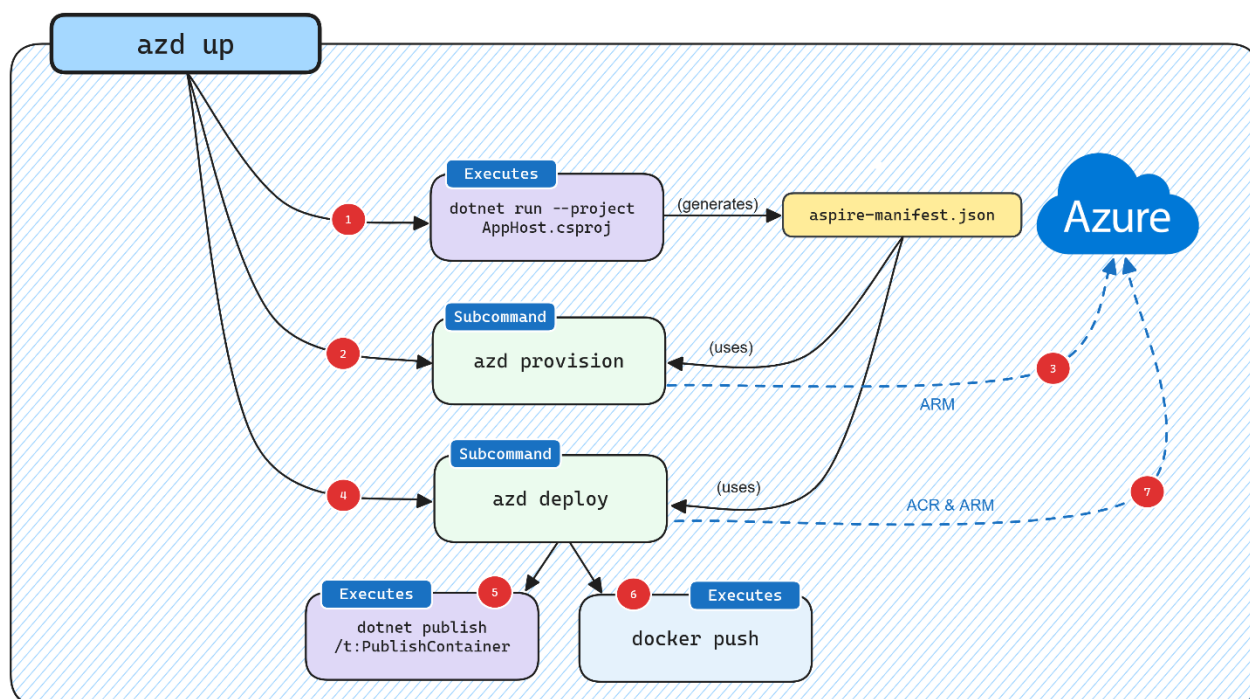 azd up
Executes
1
dotnet run --project
AppHost.csproj
(generates)
aspire-manifest.json
Azure
Subcommand
2
azd provision
(uses)
3
ARM
Subcommand
4
azd deploy
(uses)
ACR & ARM
7
Executes
5
dotnet publish
/t:PublishContainer
6
Executes
docker push